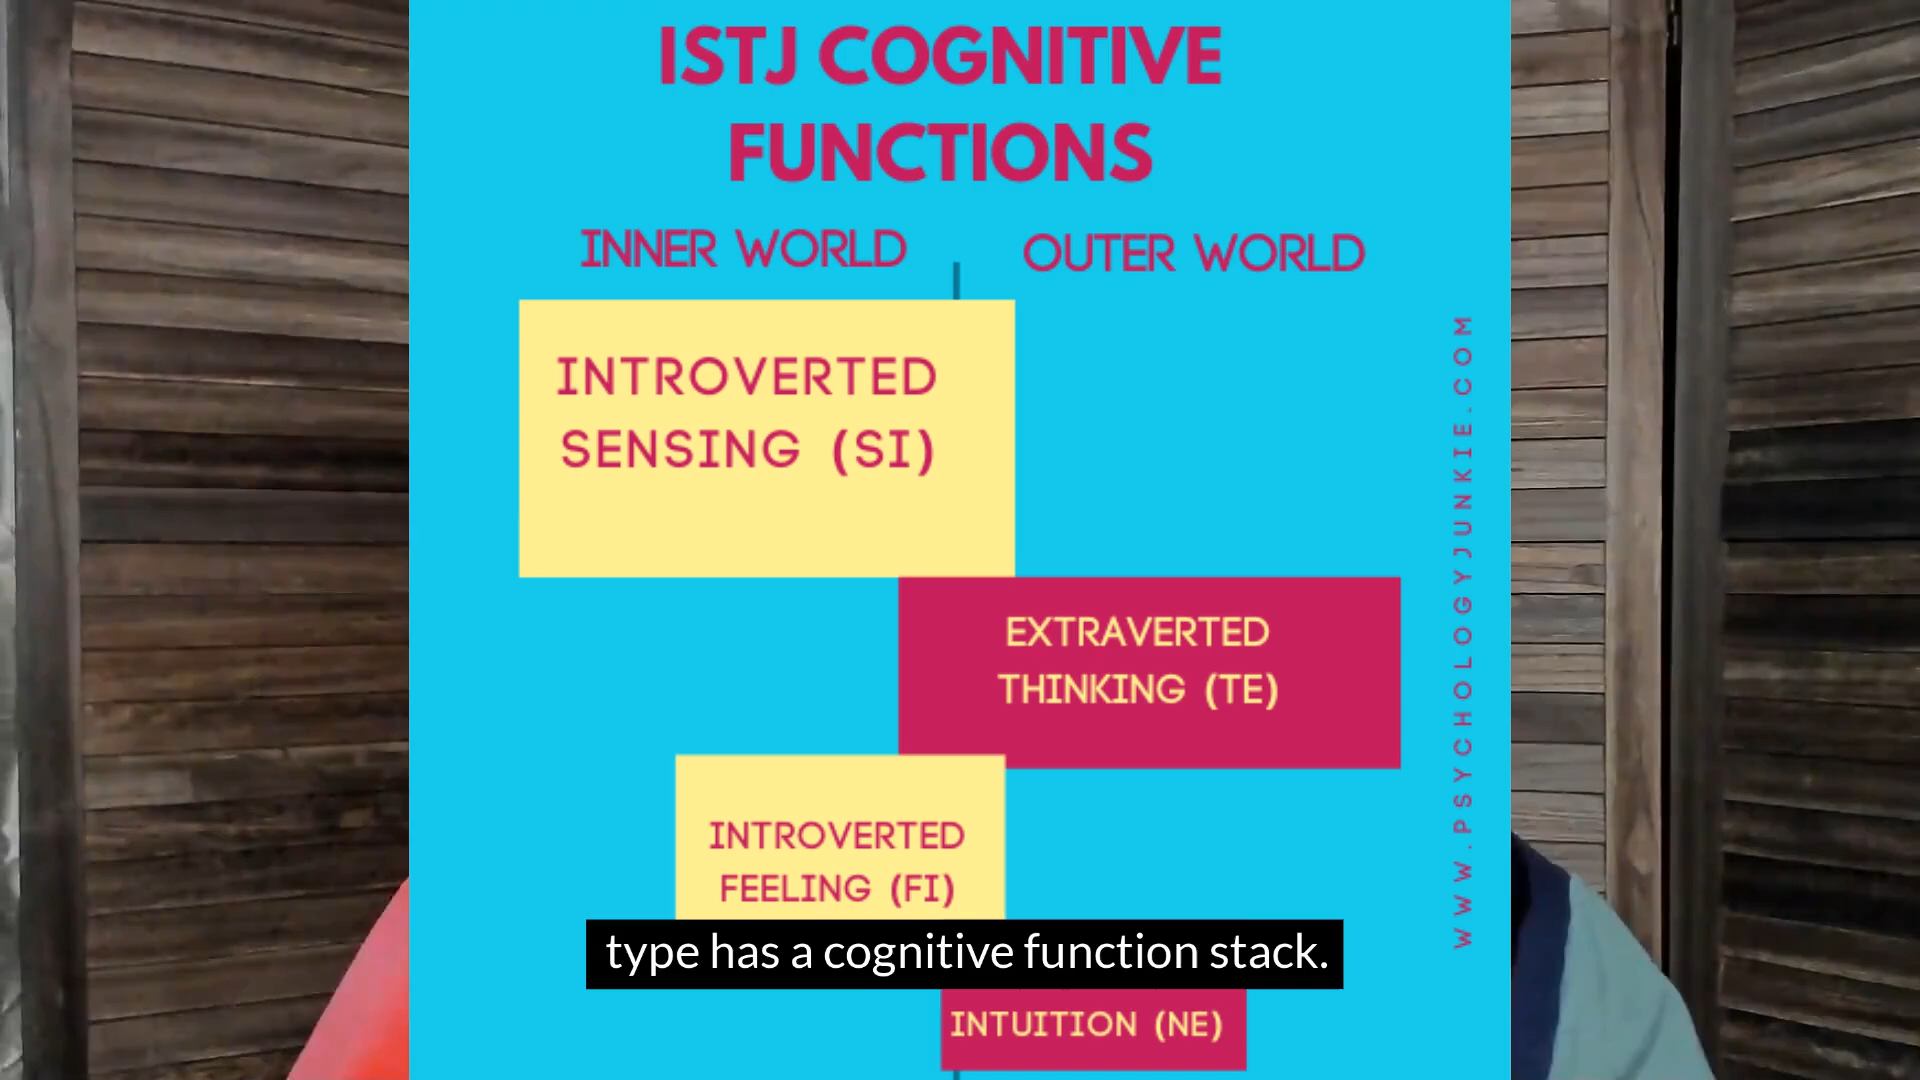 ISTJ COGNITIVE
FUNCTIONS
INNER WORLD
OUTER WORLD
INTROVERTED
SENSING (SI)
EXTRAVERTED
THINKING (TE)
INTROVERTED
FEELING (FI)
type has a cognitive function stack.
INTUITION (NE)
WWW.PSYCHOLOGYJUNKIE.COM